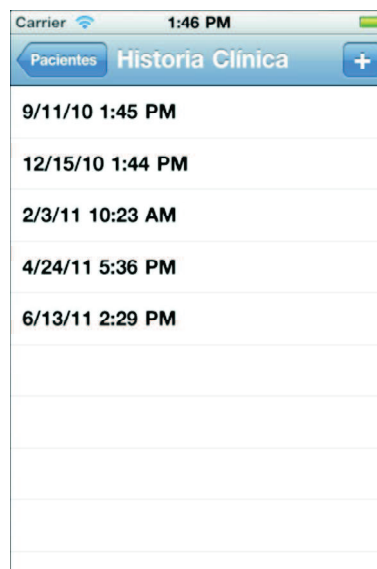 Carrier 1:46 PM
Pacientes Historia Clínica +
9/11/10 1:45 PM
12/15/10 1:44 PM
2/3/11 10:23 AM
4/24/11 5:36 PM
6/13/11 2:29 PM